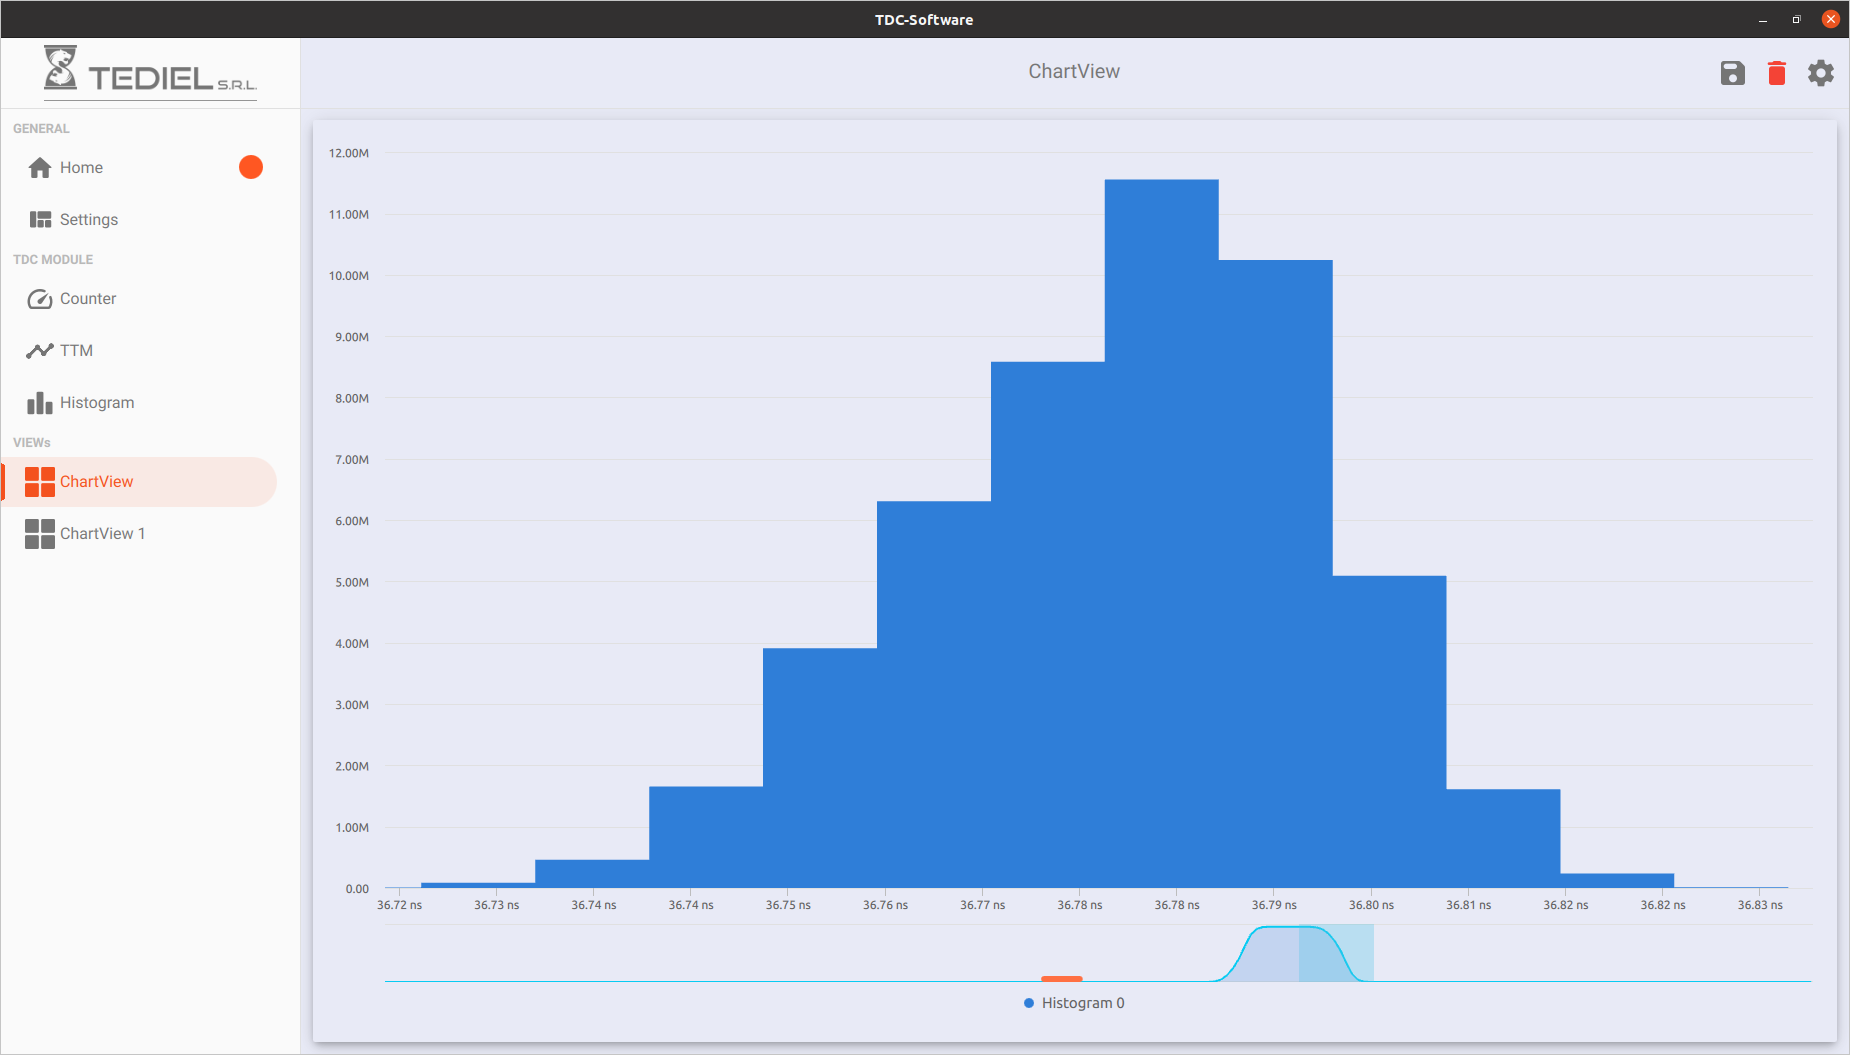 TDC-Software
TEDIEL S.R.L.
ChartView
GENERAL
Home
Settings
TDC MODULE
Counter
TTM
Histogram
VIEWs
ChartView
ChartView 1
12.00M
11.00M
10.00M
9.00M
8.00M
7.00M
6.00M
5.00M
4.00M
3.00M
2.00M
1.00M
0.00
36.72 ns 36.73 ns 36.74 ns 36.74 ns 36.75 ns 36.76 ns 36.77 ns 36.78 ns 36.78 ns 36.79 ns 36.80 ns 36.81 ns 36.82 ns 36.82 ns 36.83 ns
Histogram 0